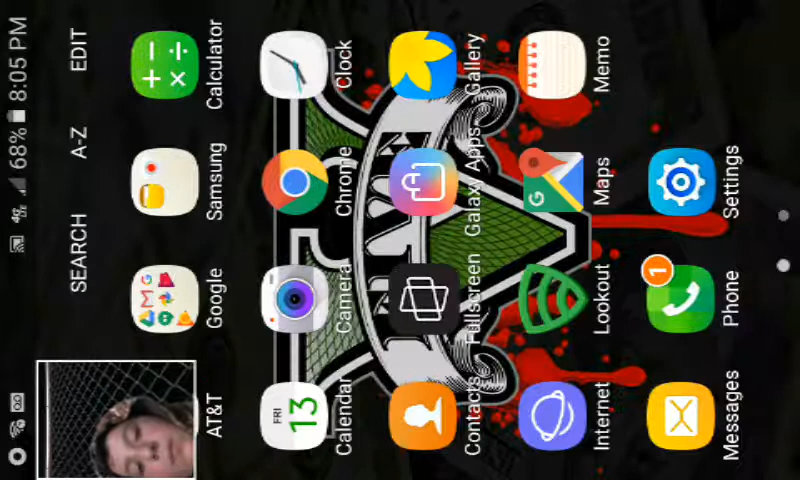 68% 8:05 PM
SEARCH A-Z EDIT
AT&T Google Samsung Calculator
FRI
13
Calendar Camera Chrome Clock
Contacts Fullscreen Galaxy Apps Gallery
Internet Lookout Maps Memo
1
Messages Phone Settings